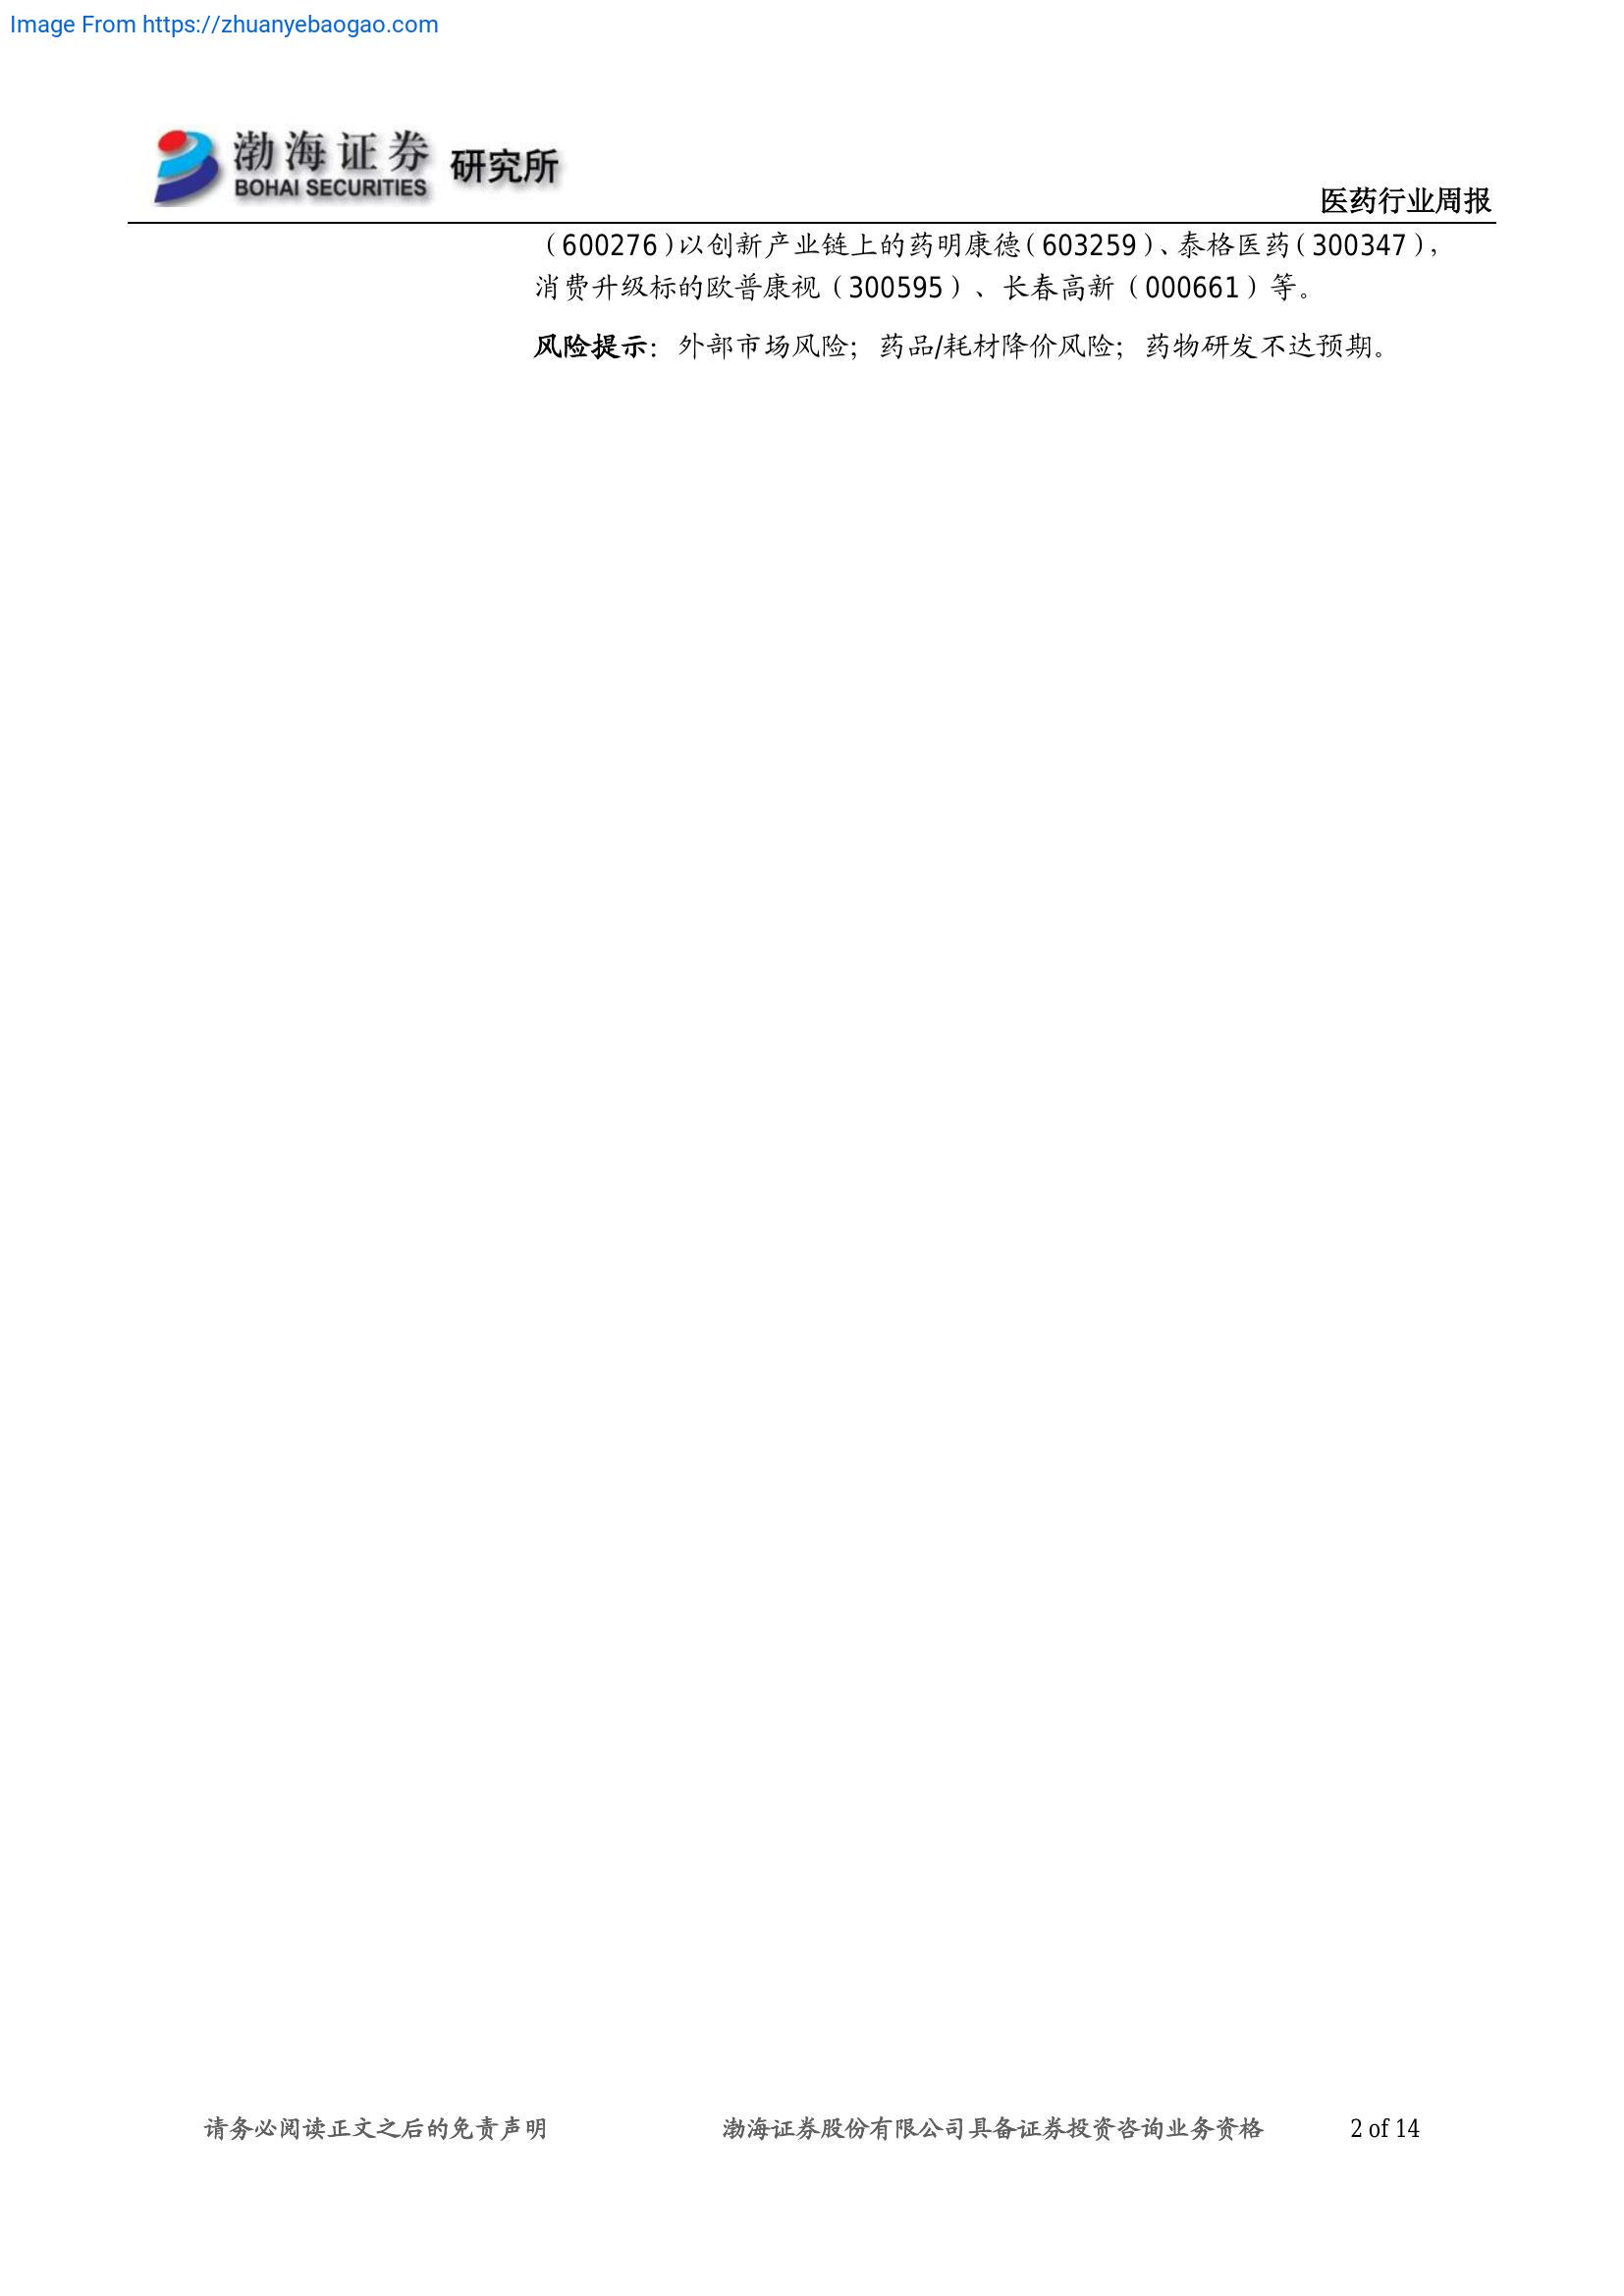 Image From https://zhuanyebaogao.com
渤海证券 研究所
BOHAI SECURITIES
医药行业周报
（600276）以创新产业链上的药明康德（603259）、泰格医药（300347），
消费升级标的欧普康视（300595）、长春高新（000661）等。
风险提示：外部市场风险；药品/耗材降价风险；药物研发不达预期。
请务必阅读正文之后的免责声明 渤海证券股份有限公司具备证券投资咨询业务资格 2 of 14